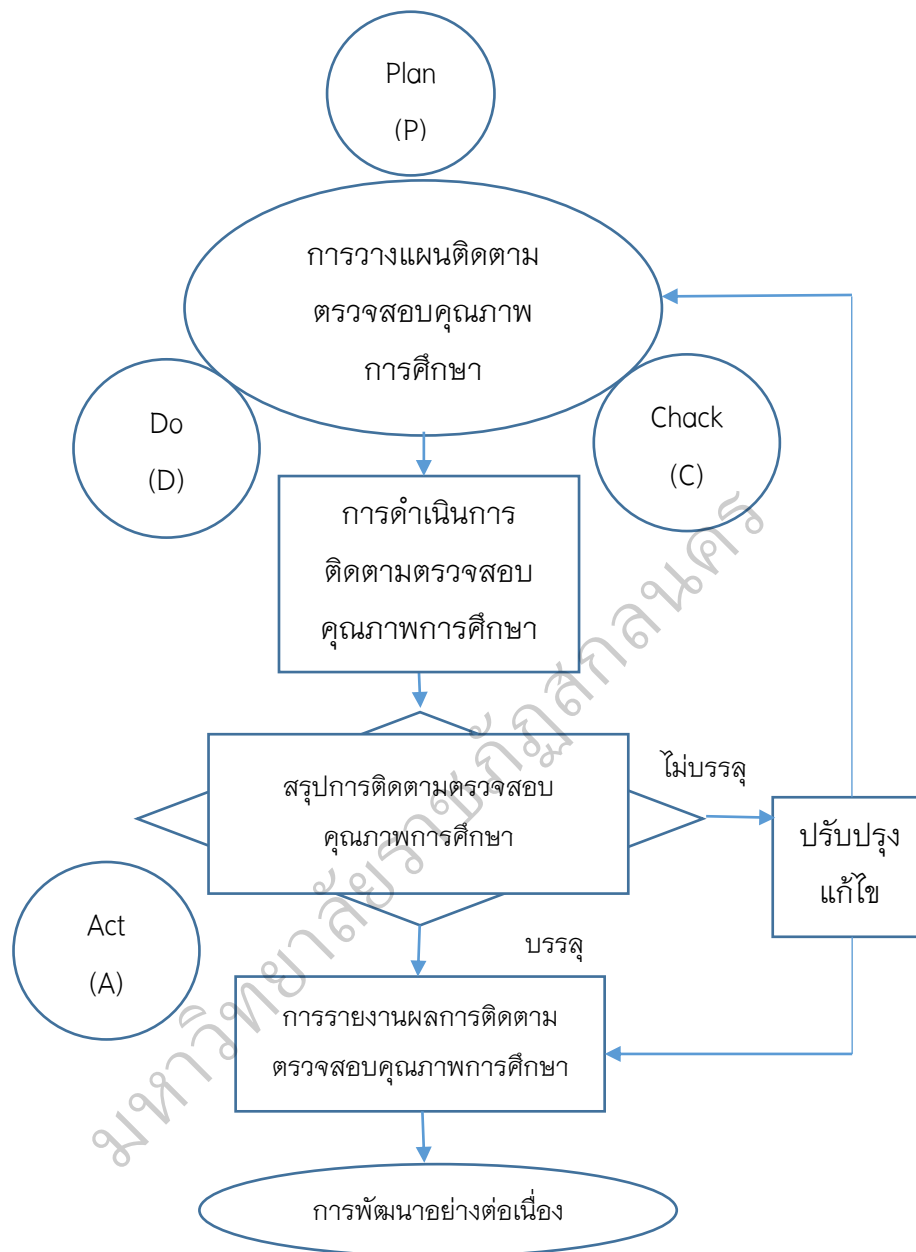 Plan
(P)
การวางแผนติดตาม
ตรวจสอบคุณภาพ
การศึกษา
Do
(D)
Chack
(C)
การดำเนินการ
ติดตามตรวจสอบ
คุณภาพการศึกษา
สรุปการติดตามตรวจสอบ
คุณภาพการศึกษา
ไม่บรรลุ
ปรับปรุง
แก้ไข
Act
(A)
บรรลุ
การรายงานผลการติดตาม
ตรวจสอบคุณภาพการศึกษา
การพัฒนาอย่างต่อเนื่อง
มหาวิทยาลัยราชภัฏสกลนคร